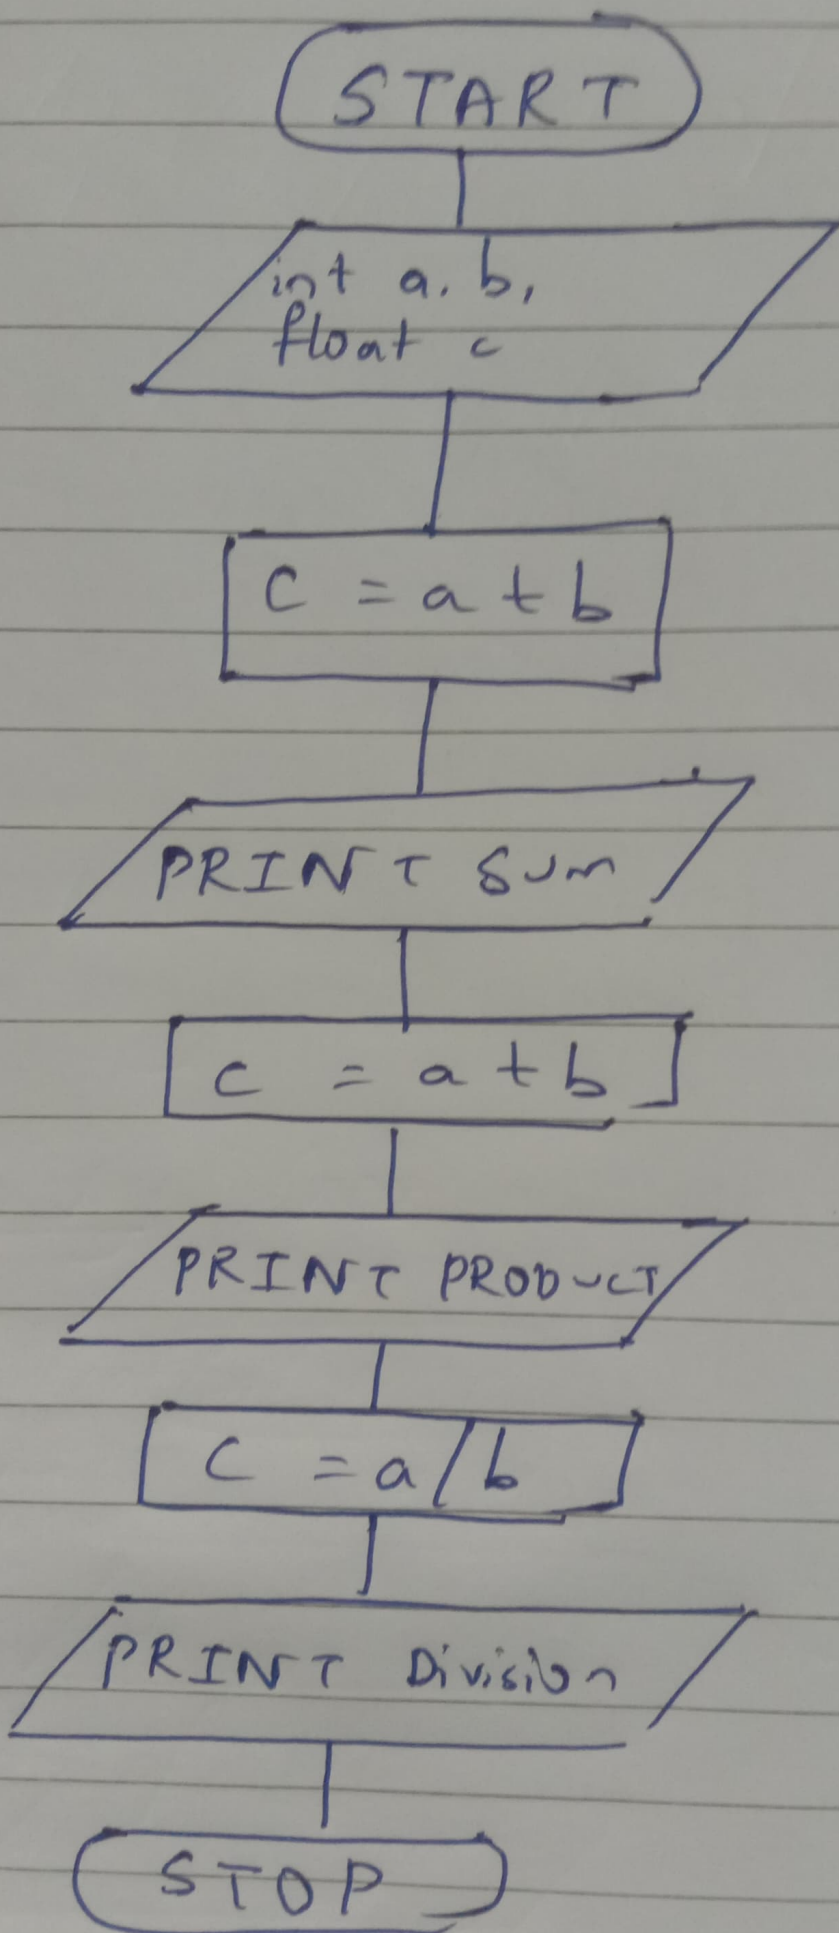 START
int a, b,
float c
C = a + b
PRINT Sum
C = a + b
PRINT PRODUCT
C = a/b
PRINT Division
STOP